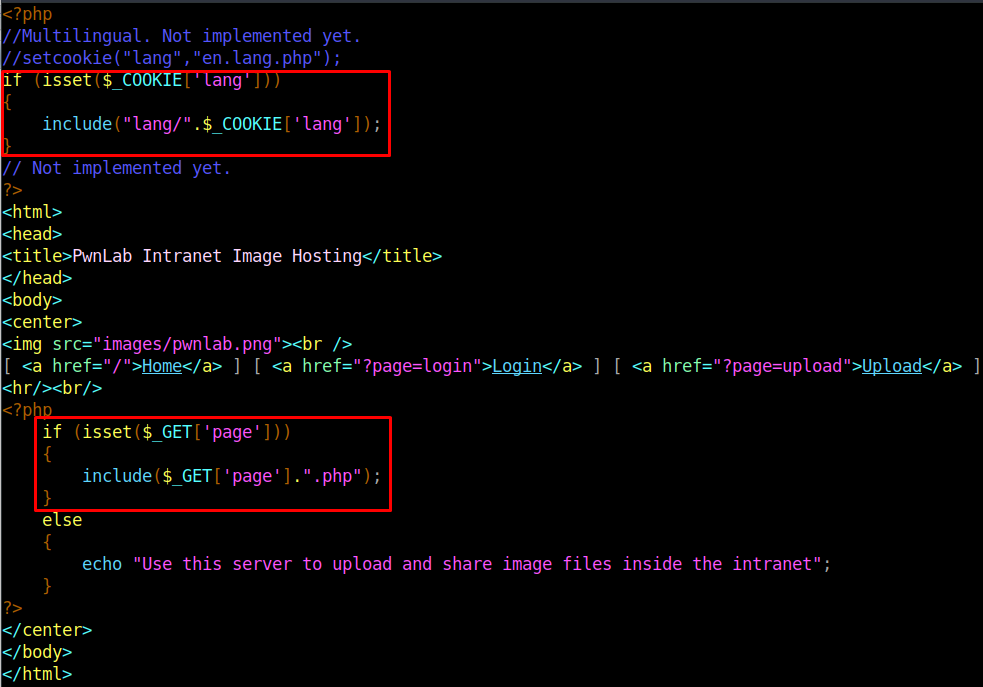 <?php
//Multilingual. Not implemented yet.
//setcookie("lang","en.lang.php");
if (isset($_COOKIE['lang']))
{
    include("lang/".$_COOKIE['lang']);
}
// Not implemented yet.
?>
<html>
<head>
<title>PwnLab Intranet Image Hosting</title>
</head>
<body>
<center>
<img src="images/pwnlab.png"><br />
[ <a href="/">Home</a> ] [ <a href="?page=login">Login</a> ] [ <a href="?page=upload">Upload</a> ]
<hr/><br/>
<?php
    if (isset($_GET['page']))
    {
        include($_GET['page'].".php");
    }
    else
    {
        echo "Use this server to upload and share image files inside the intranet";
    }
?>
</center>
</body>
</html>